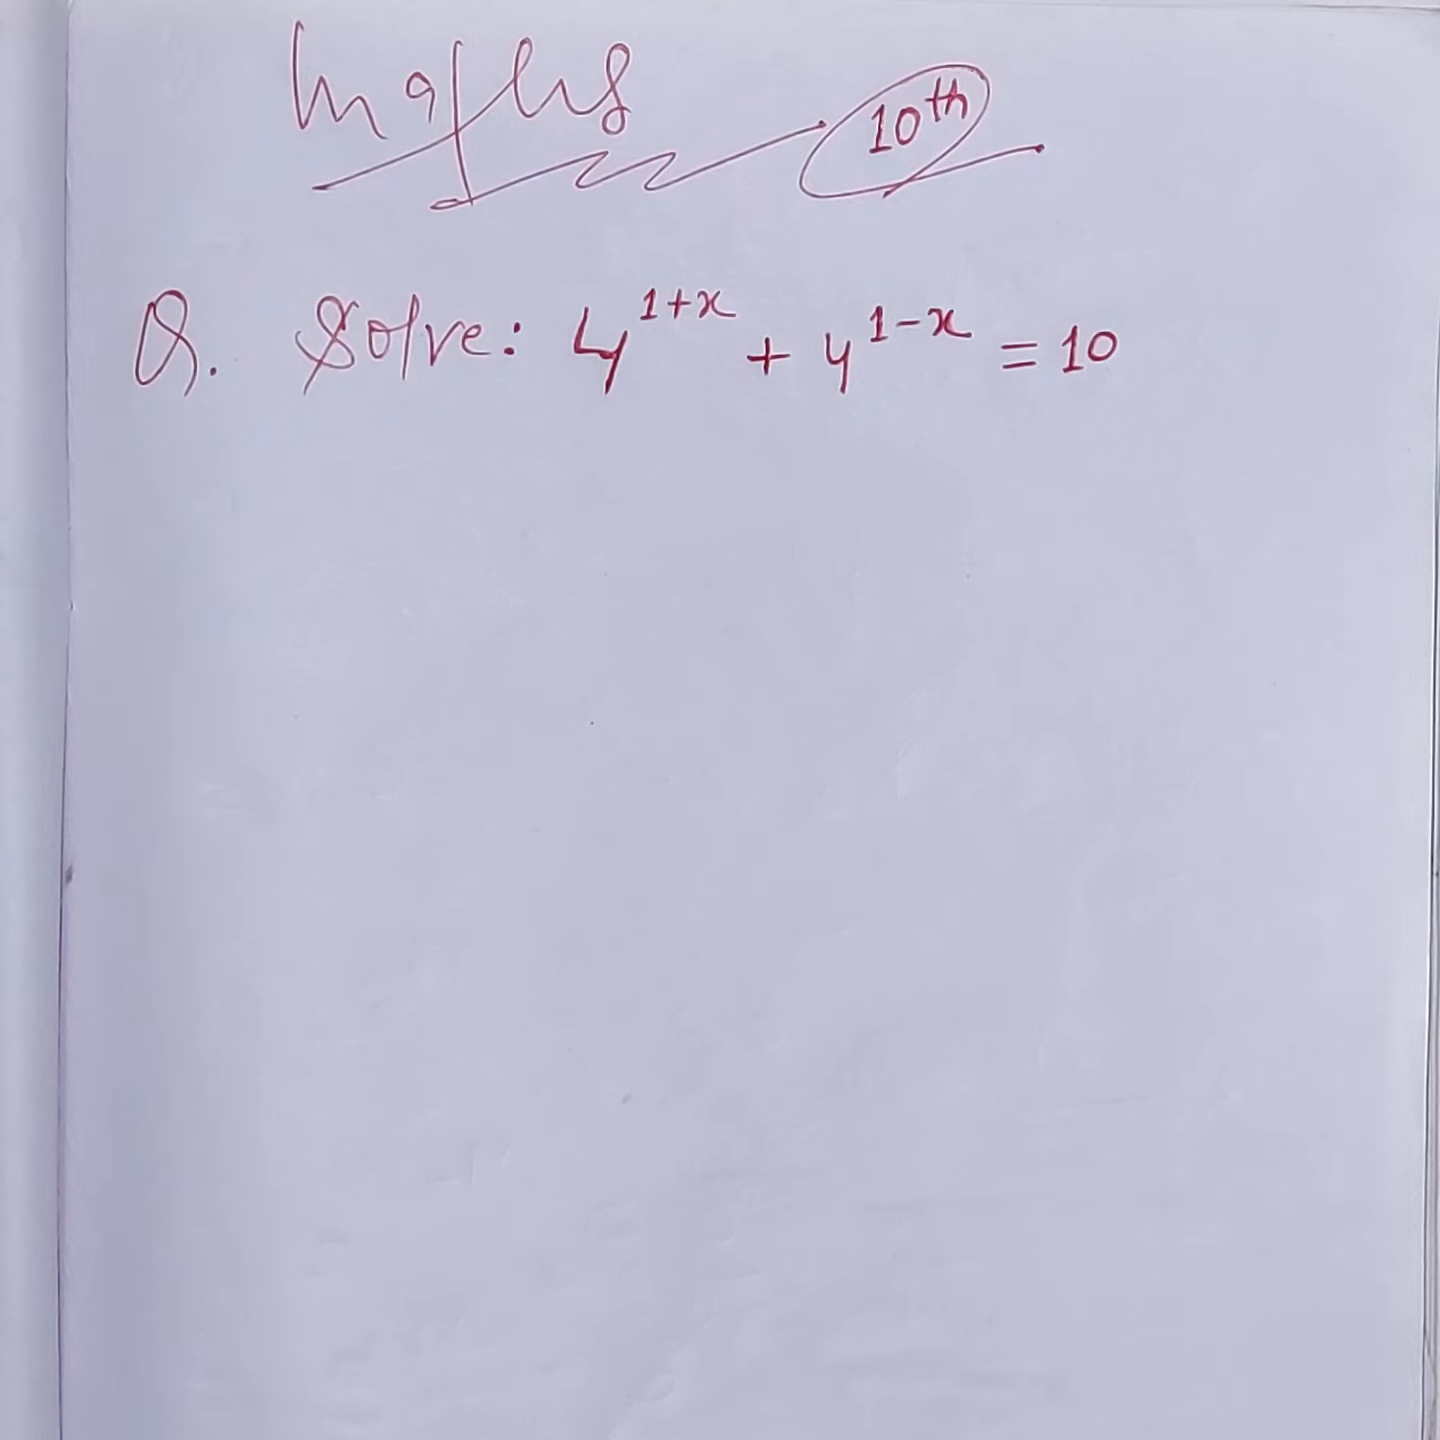 Maths 10th
Q. Solve: 4^{1+x} + 4^{1-x} = 10